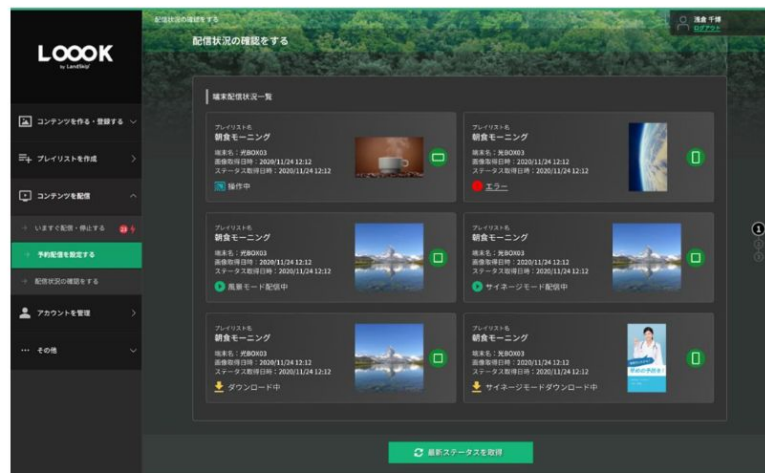 配信状況の確認をする
浅倉 千博
ログアウト
LOOOK
by LandSkip
配信状況の確認をする
端末配信状況一覧
コンテンツを作る・登録する
プレイリストを作成
コンテンツを配信
いますぐ配信・停止する
23
予約配信を設定する
配信状況の確認をする
アカウントを管理
その他
プレイリスト名
朝食モーニング
端末名：光BOX03
画像取得日時：2020/11/24 12:12
ステータス取得日時：2020/11/24 12:12
操作中
プレイリスト名
朝食モーニング
端末名：光BOX03
画像取得日時：2020/11/24 12:12
ステータス取得日時：2020/11/24 12:12
エラー
プレイリスト名
朝食モーニング
端末名：光BOX03
画像取得日時：2020/11/24 12:12
ステータス取得日時：2020/11/24 12:12
風景モード配信中
プレイリスト名
朝食モーニング
端末名：光BOX03
画像取得日時：2020/11/24 12:12
ステータス取得日時：2020/11/24 12:12
サイネージモード配信中
プレイリスト名
朝食モーニング
端末名：光BOX03
画像取得日時：2020/11/24 12:12
ステータス取得日時：2020/11/24 12:12
ダウンロード中
プレイリスト名
朝食モーニング
端末名：光BOX03
画像取得日時：2020/11/24 12:12
ステータス取得日時：2020/11/24 12:12
サイネージモードダウンロード中
1
2
3
最新ステータスを取得